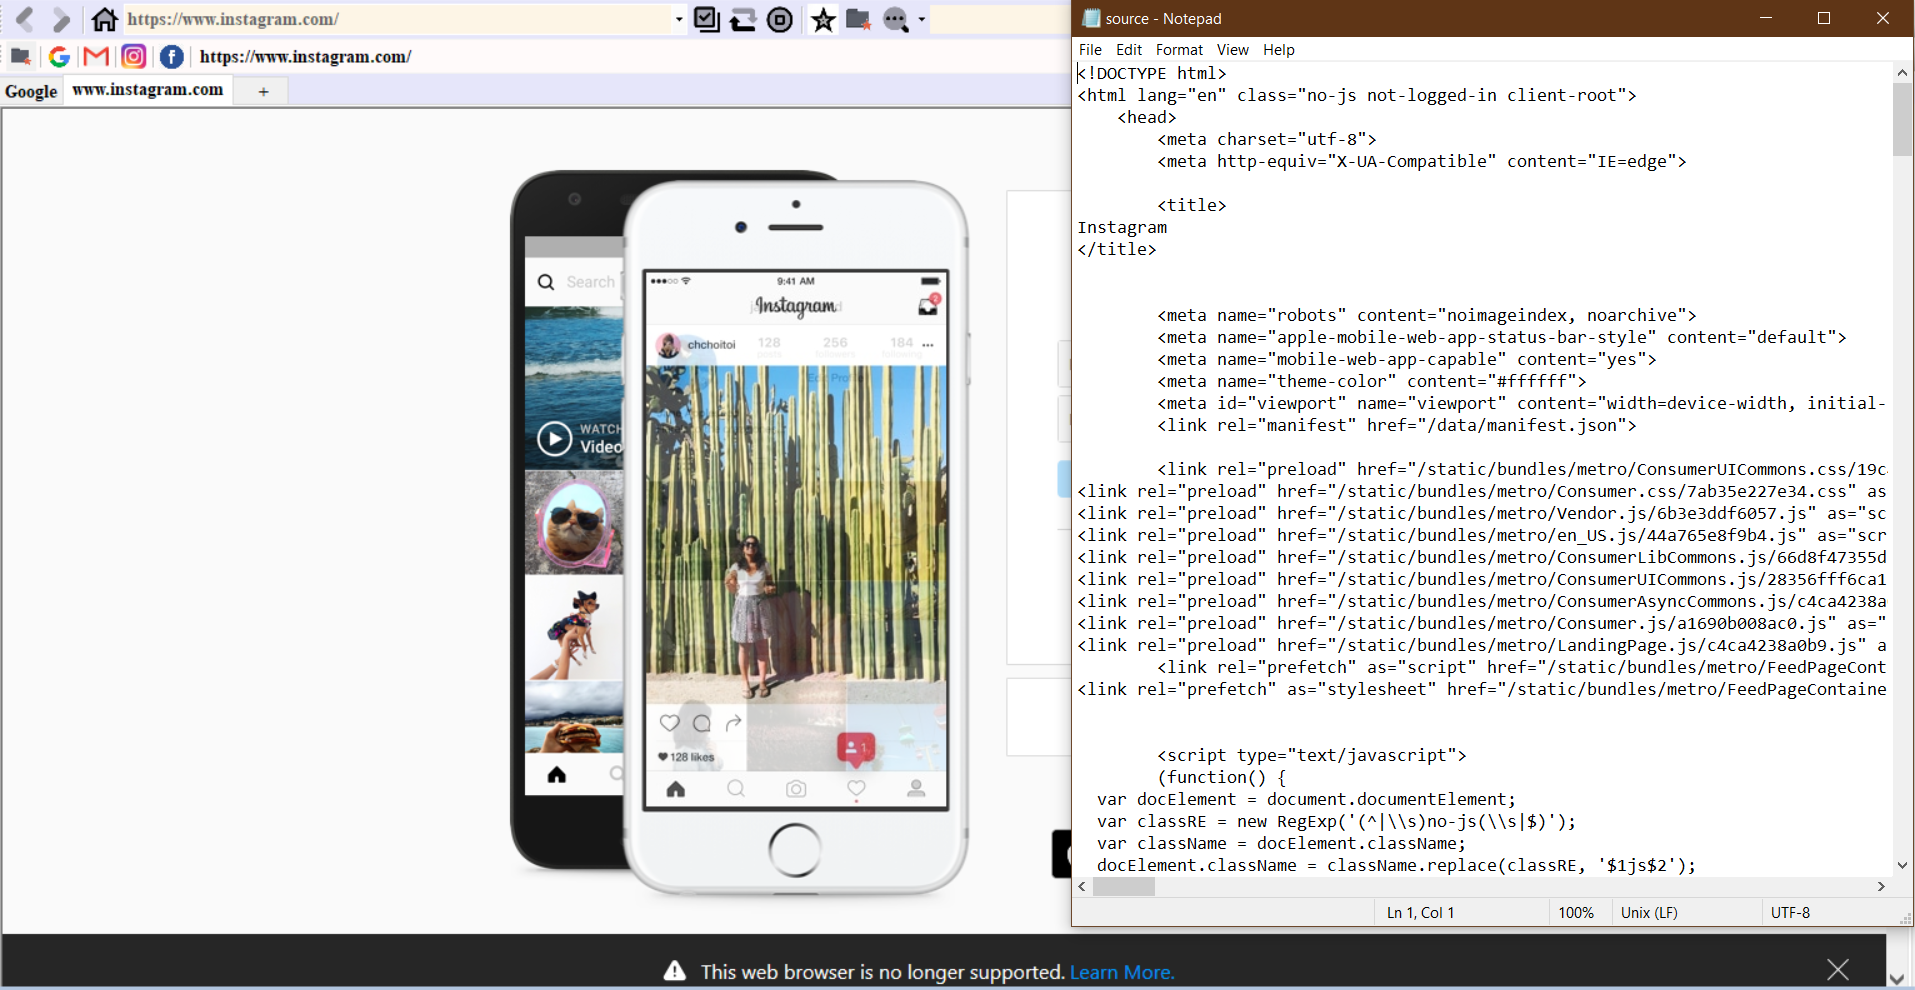 https://www.instagram.com/
https://www.instagram.com/
Google
www.instagram.com
+
Search
WATCH
Video
9:41 AM
Instagram
2
chchoitoi
128
256
184
posts
followers
following
Edit Profile
1
128 likes
This web browser is no longer supported. Learn More.
source - Notepad
File Edit Format View Help
<!DOCTYPE html>
<html lang="en" class="no-js not-logged-in client-root">
<head>
<meta charset="utf-8">
<meta http-equiv="X-UA-Compatible" content="IE=edge">
<title>
Instagram
</title>
<meta name="robots" content="noimageindex, noarchive">
<meta name="apple-mobile-web-app-status-bar-style" content="default">
<meta name="mobile-web-app-capable" content="yes">
<meta name="theme-color" content="#ffffff">
<meta id="viewport" name="viewport" content="width=device-width, initial-
<link rel="manifest" href="/data/manifest.json">
<link rel="preload" href="/static/bundles/metro/ConsumerUICommons.css/19c
<link rel="preload" href="/static/bundles/metro/Consumer.css/7ab35e227e34.css" as
<link rel="preload" href="/static/bundles/metro/Vendor.js/6b3e3ddf6057.js" as="sc
<link rel="preload" href="/static/bundles/metro/en_US.js/44a765e8f9b4.js" as="scr
<link rel="preload" href="/static/bundles/metro/ConsumerLibCommons.js/66d8f47355d
<link rel="preload" href="/static/bundles/metro/ConsumerUICommons.js/28356fff6ca1
<link rel="preload" href="/static/bundles/metro/ConsumerAsyncCommons.js/c4ca4238a
<link rel="preload" href="/static/bundles/metro/Consumer.js/a1690b008ac0.js" as="
<link rel="preload" href="/static/bundles/metro/LandingPage.js/c4ca4238a0b9.js" a
<link rel="prefetch" as="script" href="/static/bundles/metro/FeedPageCont
<link rel="prefetch" as="stylesheet" href="/static/bundles/metro/FeedPageContaine
<script type="text/javascript">
(function() {
var docElement = document.documentElement;
var classRE = new RegExp('(^|\\s)no-js(\\s|$)');
var className = docElement.className;
docElement.className = className.replace(classRE, '$1js$2');
Ln 1, Col 1
100%
Unix (LF)
UTF-8